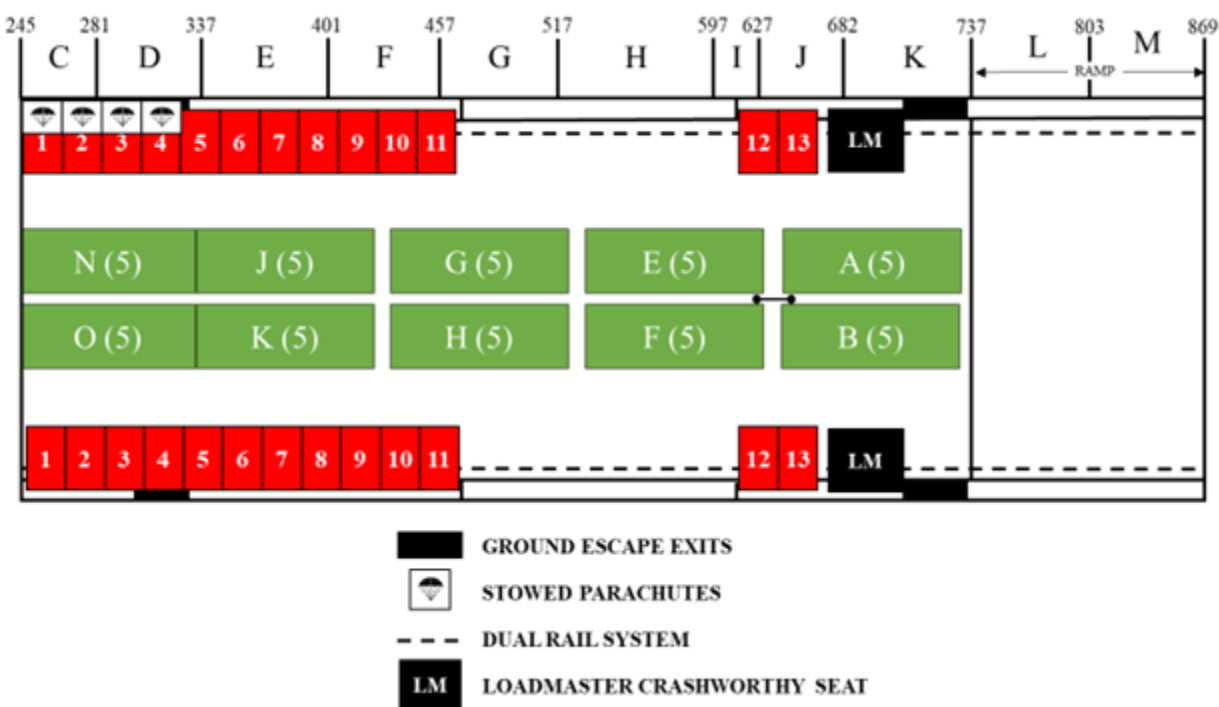 245 281 337 401 457 517 597 627 682 737 803 869
C D E F G H I J K L M
RAMP
1 2 3 4 5 6 7 8 9 10 11 12 13 LM
N (5) J (5) G (5) E (5) A (5)
O (5) K (5) H (5) F (5) B (5)
1 2 3 4 5 6 7 8 9 10 11 12 13 LM
GROUND ESCAPE EXITS
STOWED PARACHUTES
DUAL RAIL SYSTEM
LM LOADMASTER CRASHWORTHY SEAT